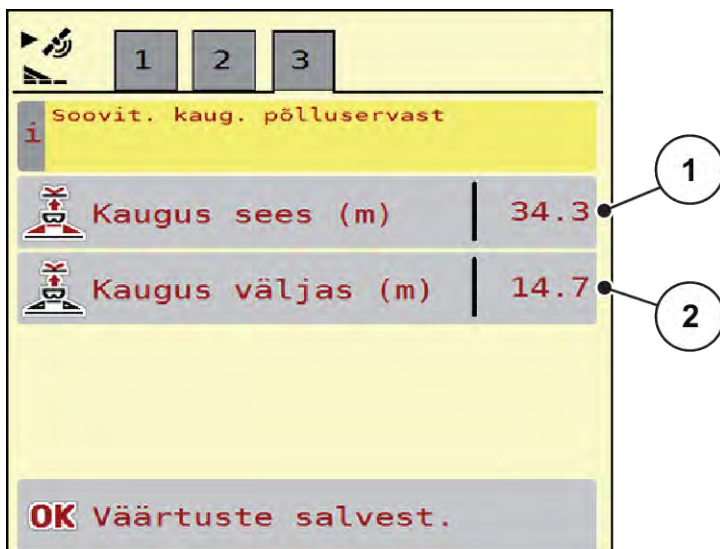 1 2 3
i Soovit. kaug. põlluservast
Kaugus sees (m) 34.3
1
Kaugus väljas (m) 14.7
2
OK Väärtuste salvest.